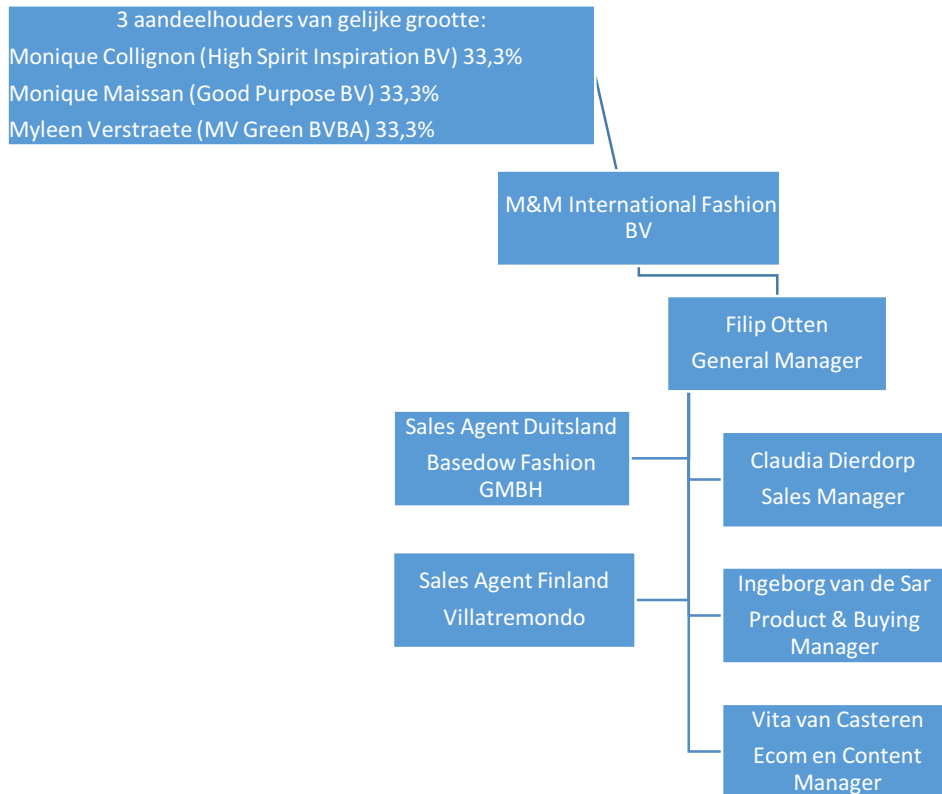 3 aandeelhouders van gelijke grootte:
Monique Collignon (High Spirit Inspiration BV) 33,3%
Monique Maissan (Good Purpose BV) 33,3%
Myleen Verstraete (MV Green BVBA) 33,3%
M&M International Fashion
BV
Filip Otten
General Manager
Sales Agent Duitsland
Basedow Fashion
GMBH
Claudia Dierdorp
Sales Manager
Sales Agent Finland
Villatremondo
Ingeborg van de Sar
Product & Buying
Manager
Vita van Casteren
Ecom en Content
Manager